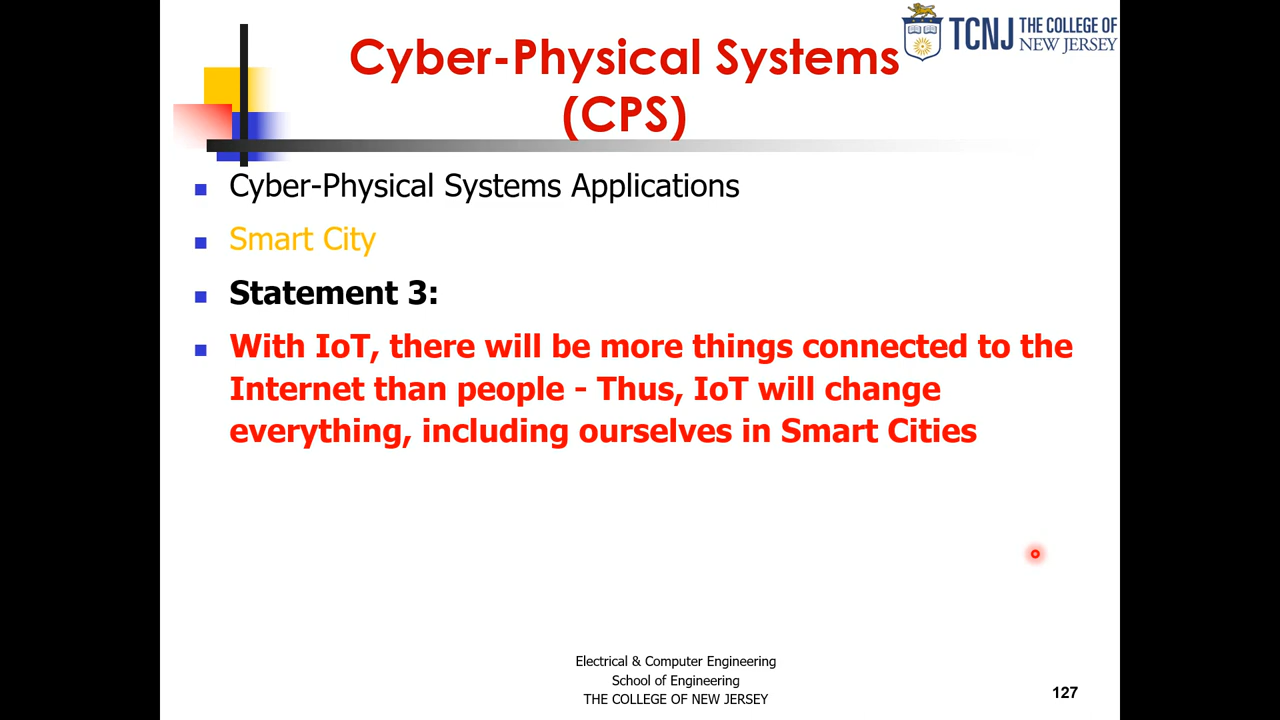 TCNJ THE COLLEGE OF
NEW JERSEY
Cyber-Physical Systems
(CPS)
Cyber-Physical Systems Applications
Smart City
Statement 3:
With IoT, there will be more things connected to the
Internet than people - Thus, IoT will change
everything, including ourselves in Smart Cities
Electrical & Computer Engineering
School of Engineering
THE COLLEGE OF NEW JERSEY
127